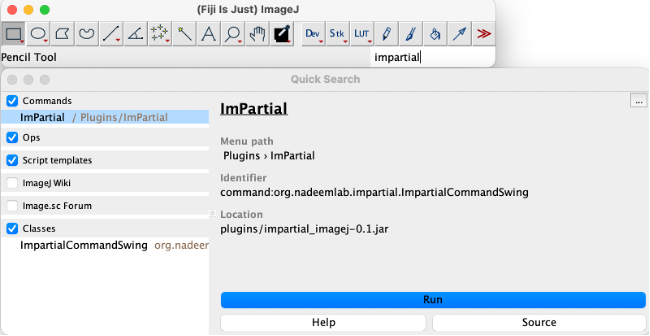 (Fiji Is Just) ImageJ
Dev Stk LUT
Pencil Tool
impartial
Quick Search
Commands
ImPartial / Plugins/ImPartial
Ops
Script templates
ImageJ Wiki
Image.sc Forum
Classes
ImpartialCommandSwing org.nadeem
...
ImPartial
Menu path
Plugins › ImPartial
Identifier
command:org.nadeemlab.impartial.ImpartialCommandSwing
Location
plugins/impartial_imagej-0.1.jar
Run
Help
Source